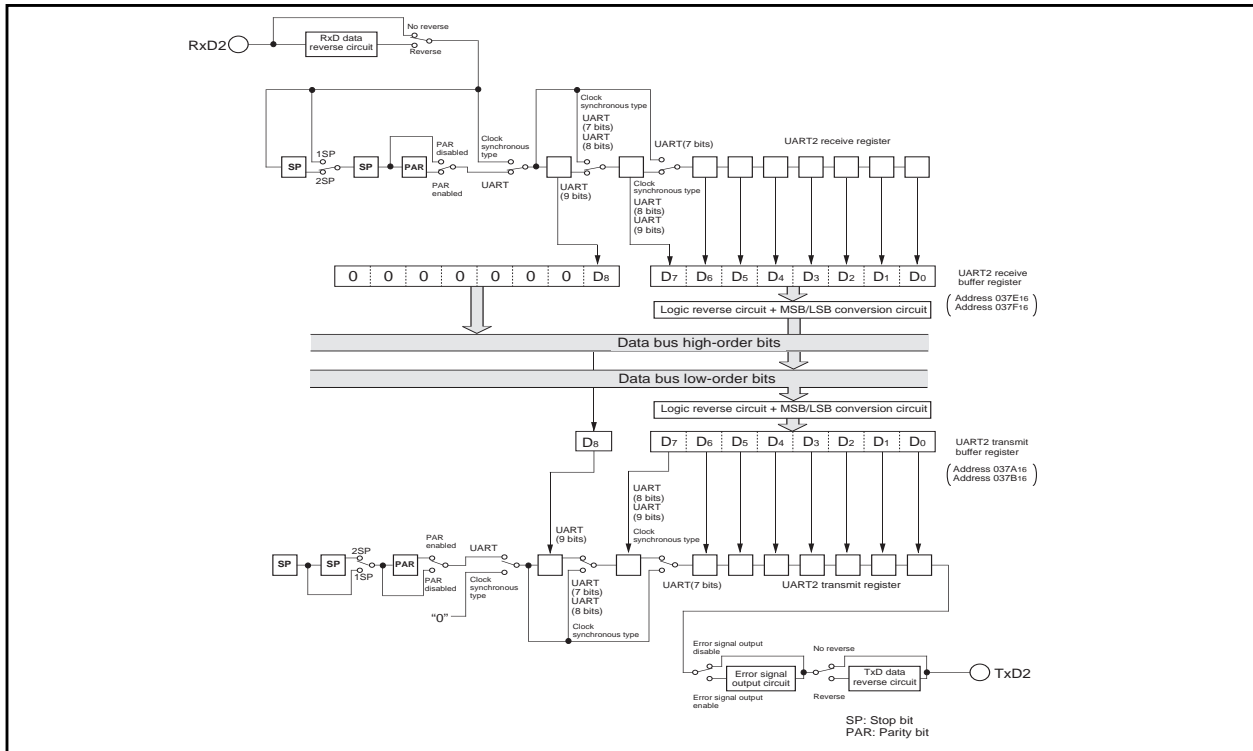 No reverse
RxD2
RxD data
reverse circuit
Reverse
Clock
synchronous type
UART
(7 bits)
UART
(8 bits)
UART(7 bits)
UART2 receive register
1SP
2SP
SP
SP
PAR
disabled
PAR
PAR
enabled
Clock
synchronous
type
UART
UART
(9 bits)
Clock
synchronous type
UART
(8 bits)
UART
(9 bits)
0 0 0 0 0 0 0 D8
D7 D6 D5 D4 D3 D2 D1 D0
UART2 receive
buffer register
Address 037E16
Address 037F16
Logic reverse circuit + MSB/LSB conversion circuit
Data bus high-order bits
Data bus low-order bits
Logic reverse circuit + MSB/LSB conversion circuit
D8
D7 D6 D5 D4 D3 D2 D1 D0
UART2 transmit
buffer register
Address 037A16
Address 037B16
UART
(8 bits)
UART
(9 bits)
Clock
synchronous type
UART
(9 bits)
SP
SP
2SP
1SP
PAR
PAR
enabled
PAR
disabled
UART
Clock
synchronous
type
"0"
UART
(7 bits)
UART
(8 bits)
Clock
synchronous type
UART(7 bits)
UART2 transmit register
Error signal output
disable
Error signal
output circuit
Error signal output
enable
No reverse
TxD data
reverse circuit
Reverse
TxD2
SP: Stop bit
PAR: Parity bit